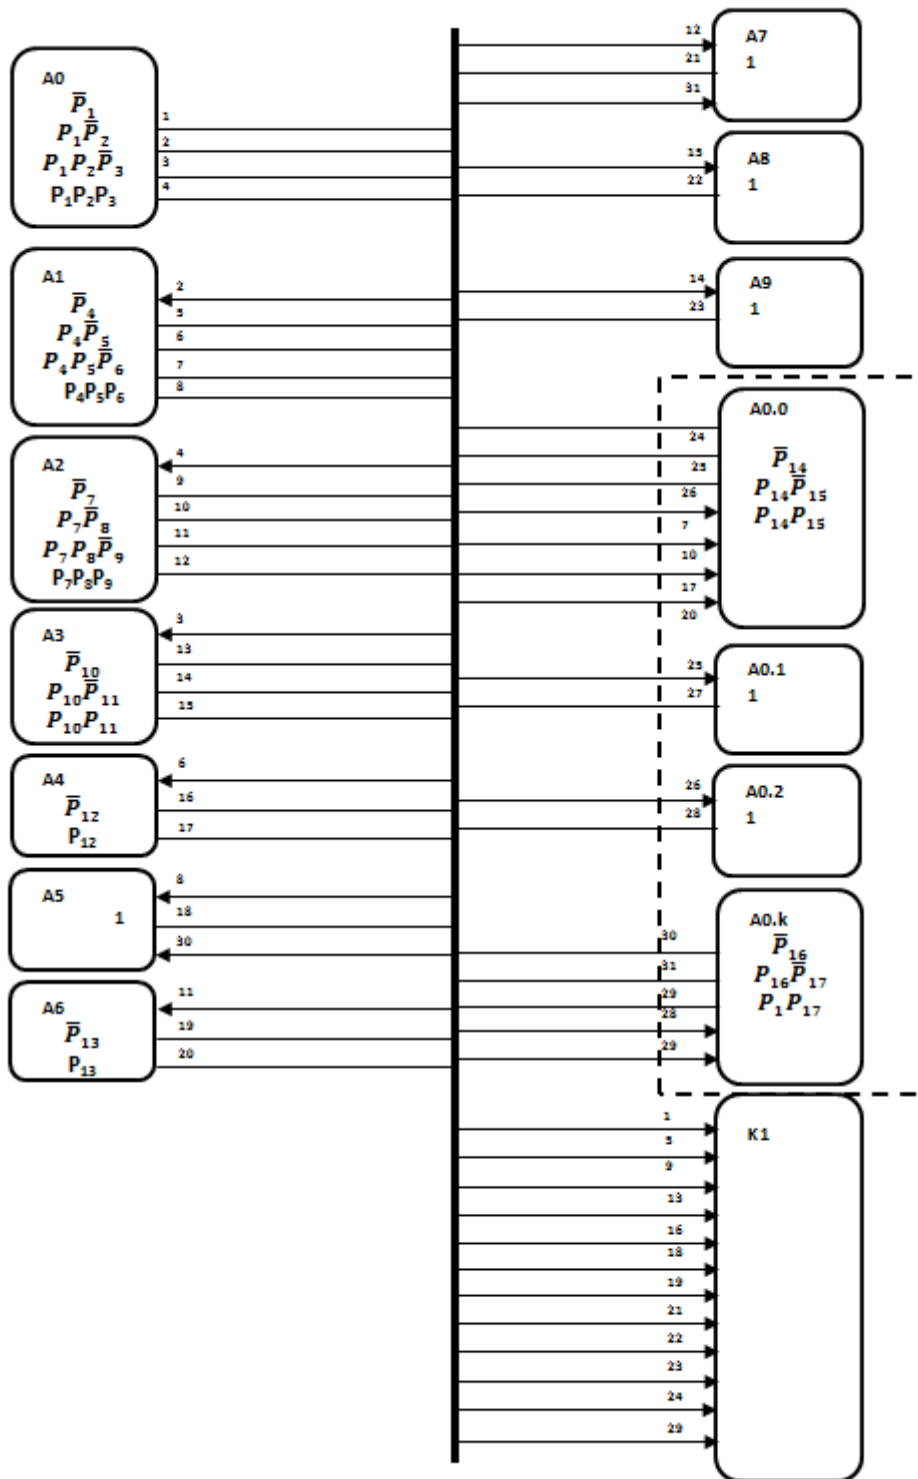 A0
P̅₁
P₁P̅₂
P₁P₂P̅₃
P₁P₂P₃
1
2
3
4
A1
P̅₄
P₄P̅₅
P₄P₅P̅₆
P₄P₅P₆
2
5
6
7
8
A2
P̅₇
P₇P̅₈
P₇P₈P̅₉
P₇P₈P₉
4
9
10
11
12
A3
P̅₁₀
P₁₀P̅₁₁
P₁₀P₁₁
3
13
14
15
A4
P̅₁₂
P₁₂
6
16
17
A5
1
8
18
30
A6
P̅₁₃
P₁₃
11
19
20
12
21
31
A7
1
15
22
A8
1
14
23
A9
1
24
25
26
7
10
17
20
A0.0
P̅₁₄
P₁₄P̅₁₅
P₁₄P₁₅
25
27
A0.1
1
26
28
A0.2
1
30
31
29
28
29
A0.k
P̅₁₆
P₁₆P̅₁₇
P₁P₁₇
1
5
9
13
16
18
19
21
22
23
24
29
K1